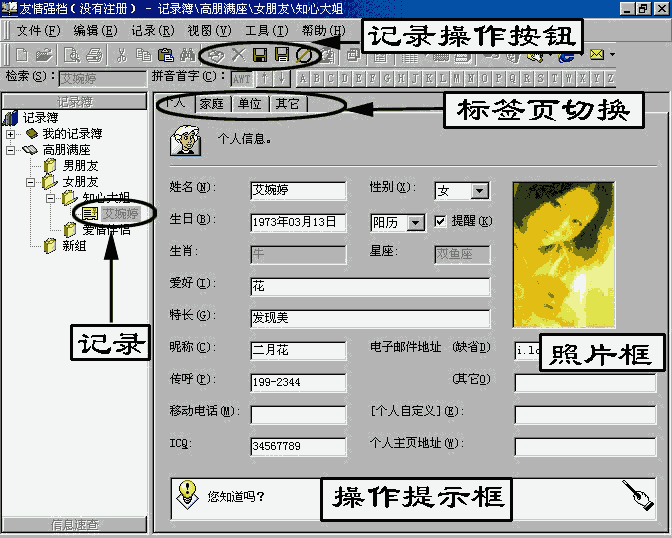 友情强档（没有注册） - 记录簿\高朋满座\女朋友\知心大姐
文件(F) 编辑(E) 记录(R) 视图(V) 工具(I) 帮助(H)
记录操作按钮
检索(S): 艾婉婷 拼音首字(C): AWT ABCDEFGHIJKLMNOPQRSTUVWXYZ
记录簿
个人 家庭 单位 其它
标签页切换
记录簿
我的记录簿
高朋满座
男朋友
女朋友
知心大姐
艾婉婷
新组
记录
信息速查
个人信息。
姓名(N): 艾婉婷 性别(X): 女
生日(B): 1973年03月13日 阳历 提醒(K)
生肖: 牛 星座: 双鱼座
爱好(I): 花
特长(G): 发现美
昵称(C): 二月花 电子邮件地址 (缺省D)
照片框
传呼(P): 199-2344 (其它O)
移动电话(M): [个人自定义](E):
ICQ: 34567789 个人主页地址(W):
您知道吗?
操作提示框